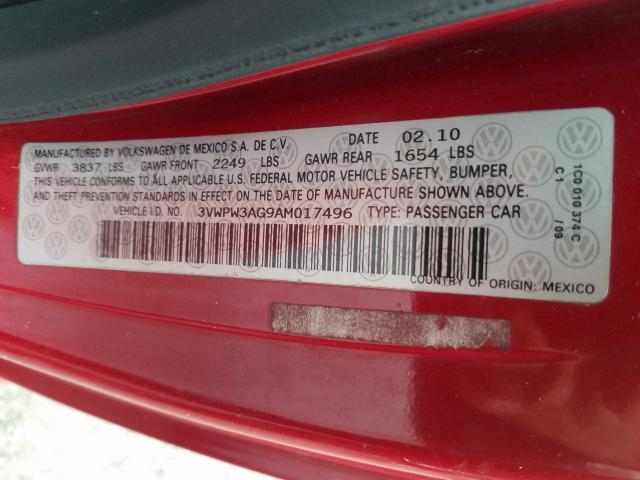 MANUFACTURED BY VOLKSWAGEN DE MEXICO S.A. DE C.V. DATE 02.10
GVWR 3837 LBS GAWR FRONT 2249 LBS GAWR REAR 1654 LBS
THIS VEHICLE CONFORMS TO ALL APPLICABLE U.S. FEDERAL MOTOR VEHICLE SAFETY, BUMPER,
AND THEFT PREVENTION STANDARDS IN EFFECT ON THE DATE OF MANUFACTURE SHOWN ABOVE.
VEHICLE I.D. NO. 3VWPW3AG9AM017496 TYPE: PASSENGER CAR
COUNTRY OF ORIGIN: MEXICO
1C9 010 374 C
C1 /09